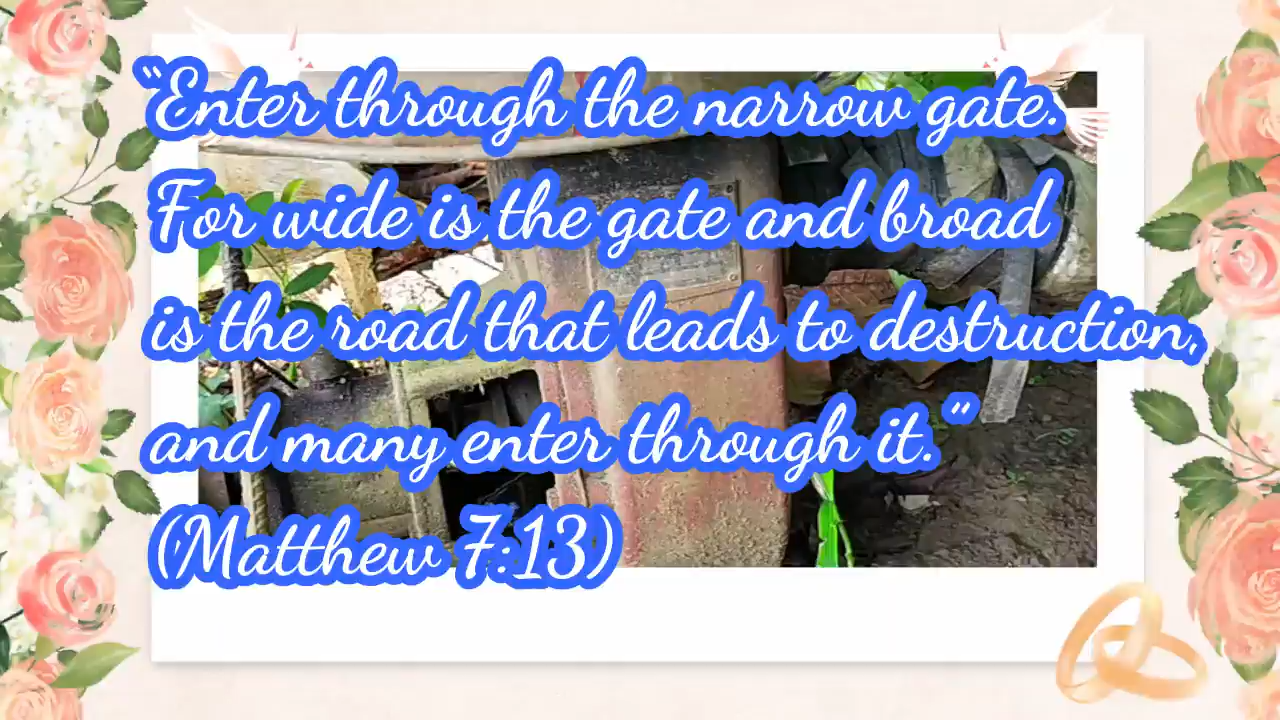 “Enter through the narrow gate.
For wide is the gate and broad
is the road that leads to destruction,
and many enter through it.”
(Matthew 7:13)